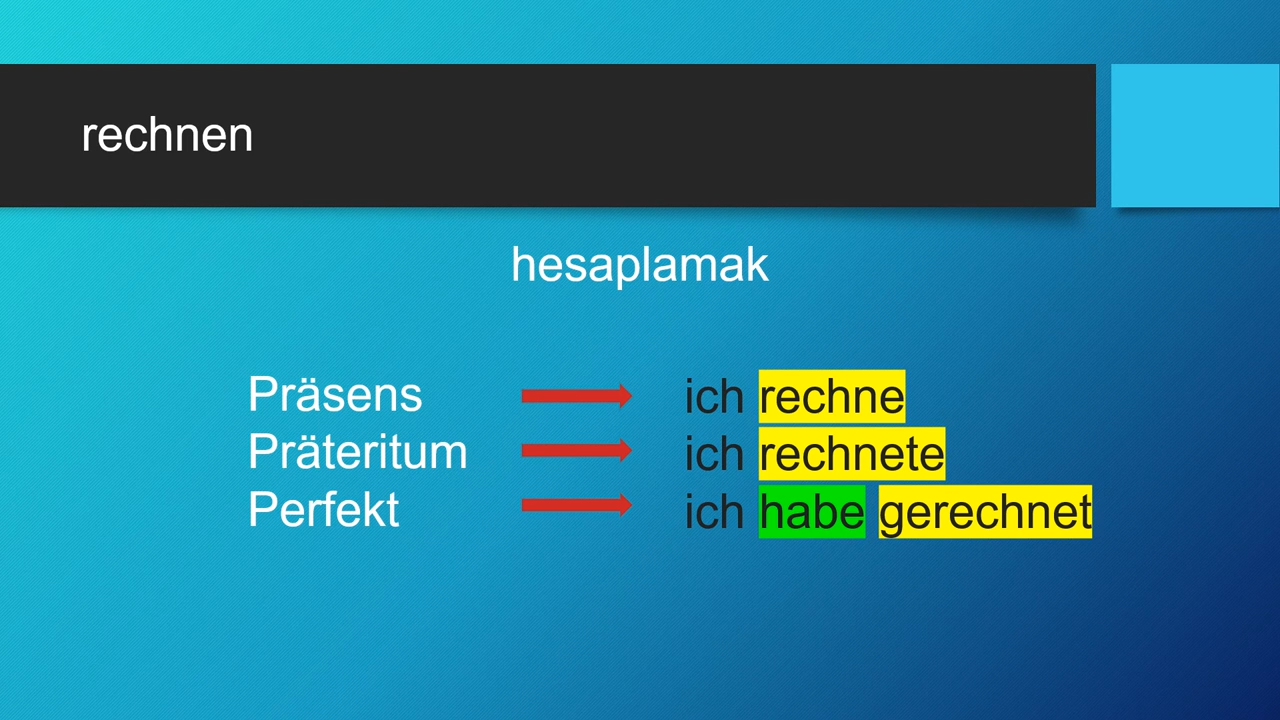 rechnen
hesaplamak
Präsens ich rechne
Präteritum ich rechnete
Perfekt ich habe gerechnet